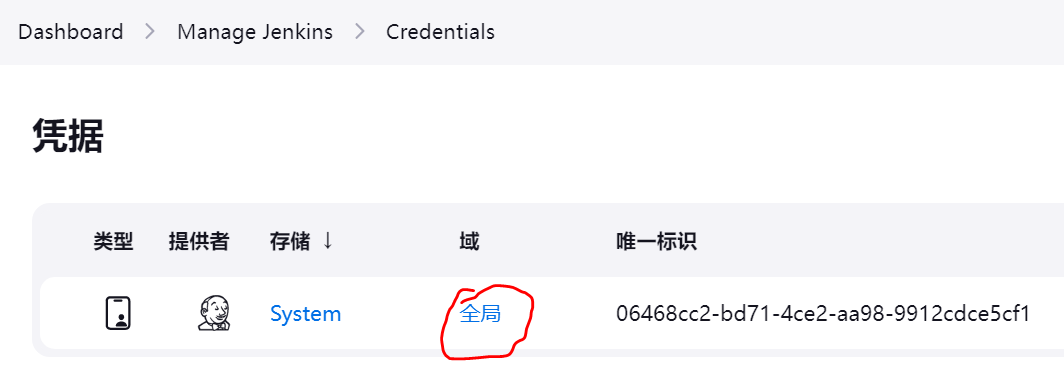 Dashboard > Manage Jenkins > Credentials
凭据
类型 提供者 存储 ↓ 域 唯一标识
System 全局 06468cc2-bd71-4ce2-aa98-9912cdce5cf1